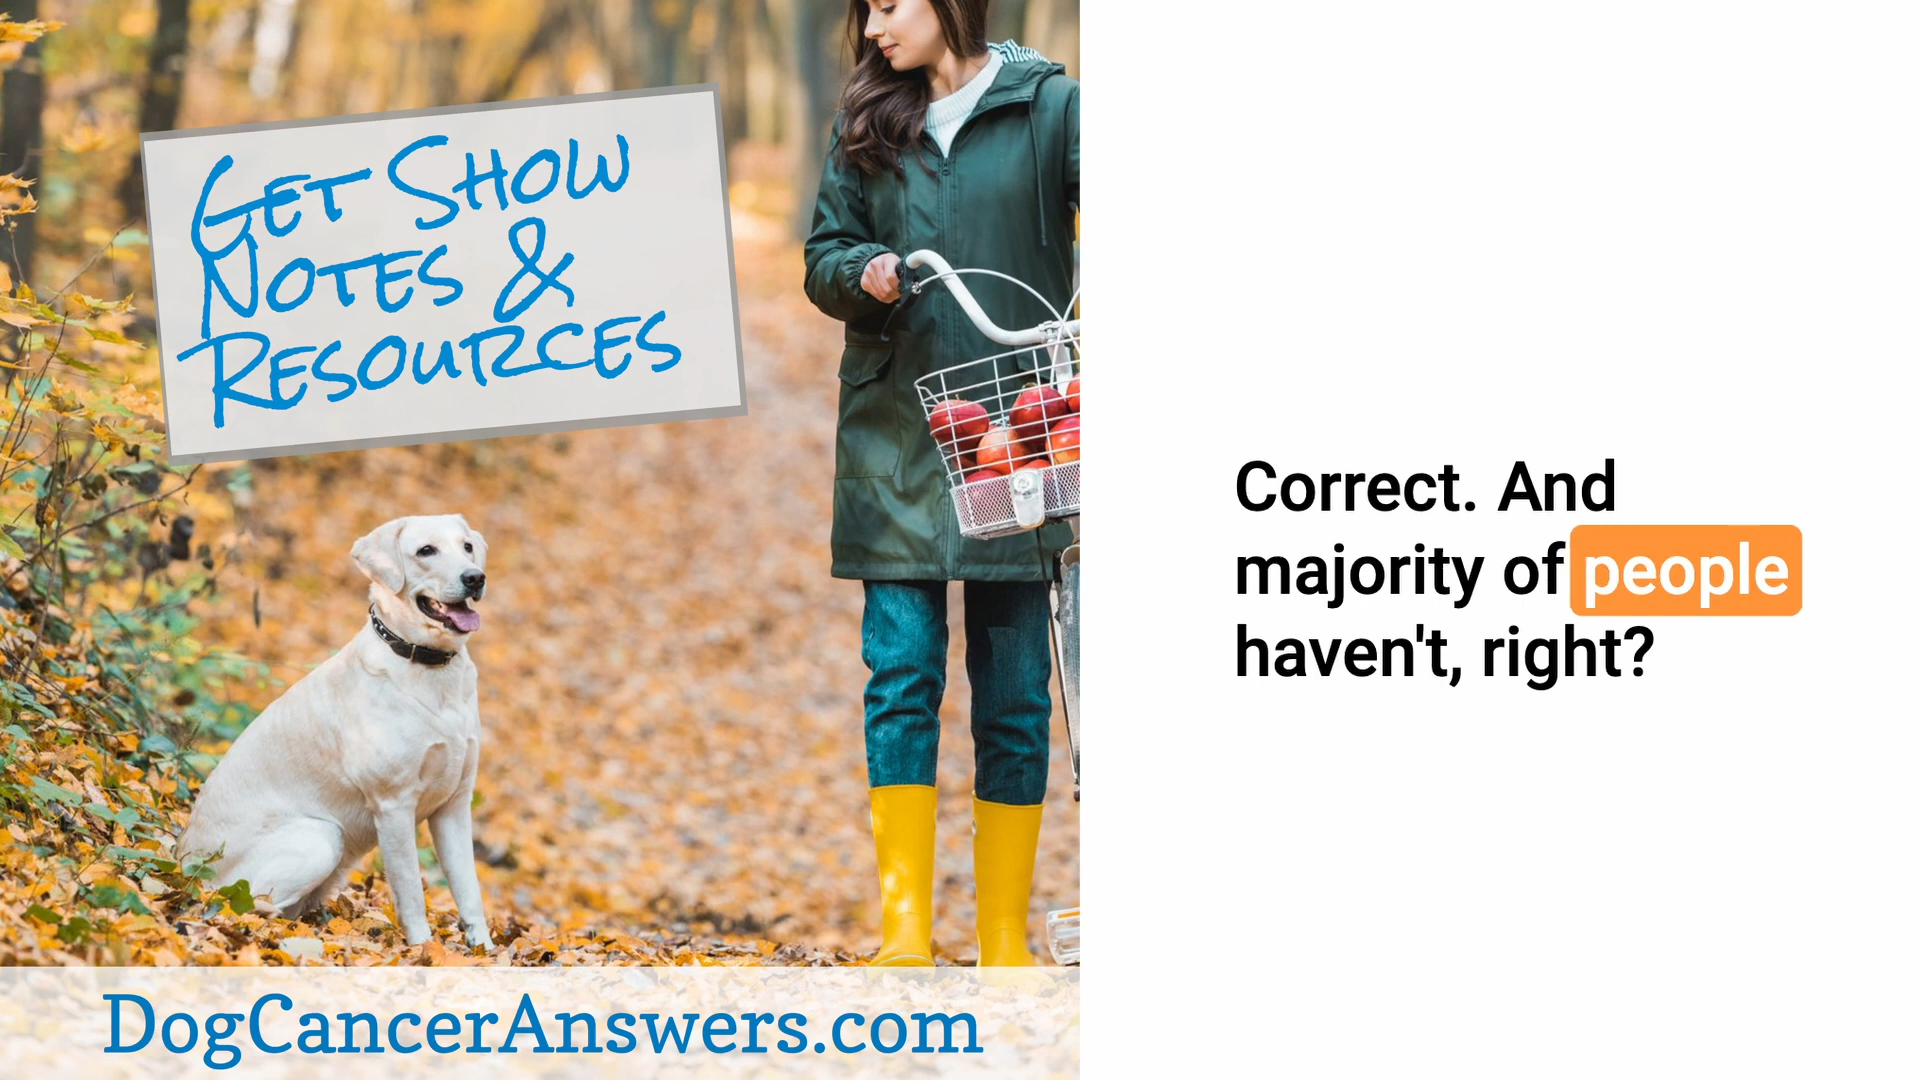 Get Show
Notes &
Resources
DogCancerAnswers.com
Correct. And
majority of people
haven't, right?